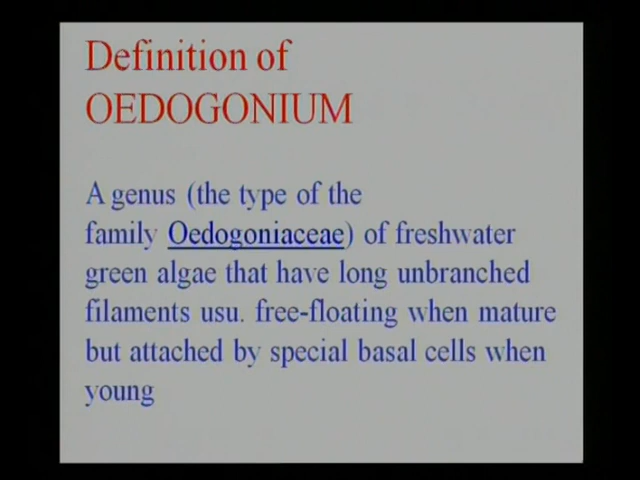 Definition of
OEDOGONIUM
A genus (the type of the
family Oedogoniaceae) of freshwater
green algae that have long unbranched
filaments usu. free-floating when mature
but attached by special basal cells when
young